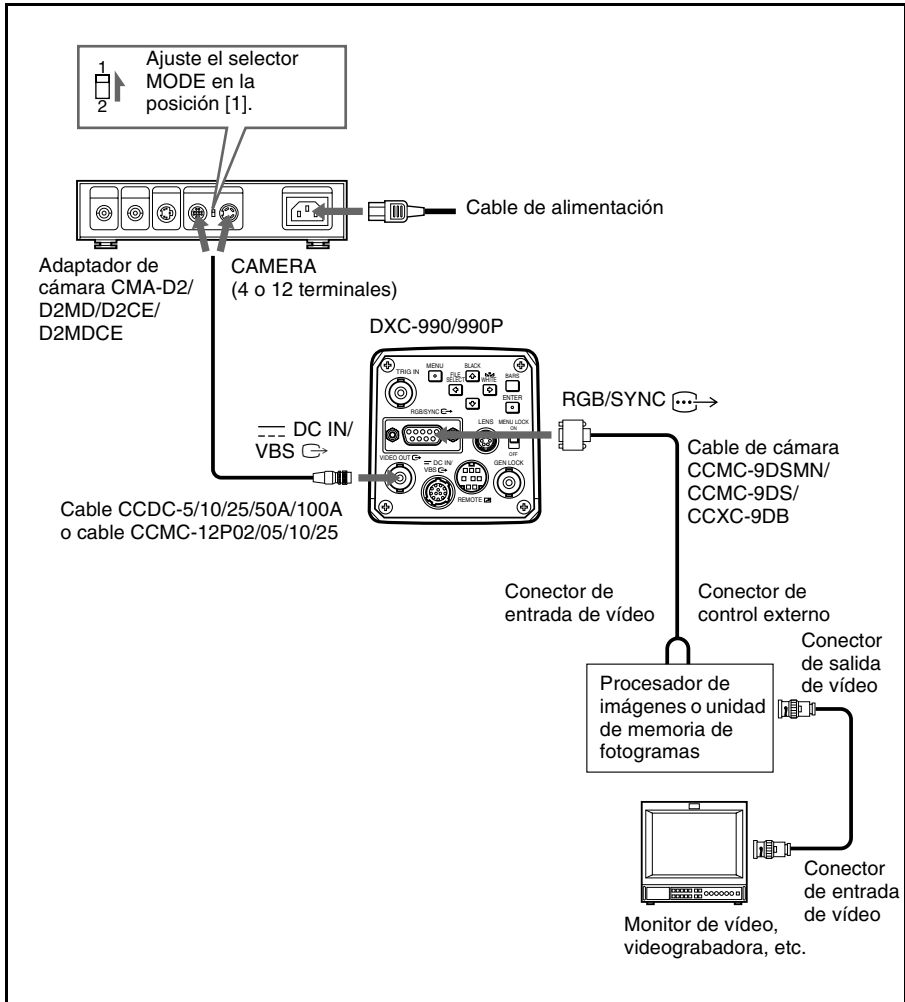 1
2
Ajuste el selector
MODE en la
posición [1].
Cable de alimentación
Adaptador de
cámara CMA-D2/
D2MD/D2CE/
D2MDCE
CAMERA
(4 o 12 terminales)
DXC-990/990P
TRIG IN
MENU
BLACK
FILE
SELECT
WHITE
BARS
ENTER
RGB/SYNC
LENS
MENU LOCK
ON
OFF
VIDEO OUT
DC IN/
VBS
GEN LOCK
REMOTE
RGB/SYNC
DC IN/
VBS
Cable de cámara
CCMC-9DSMN/
CCMC-9DS/
CCXC-9DB
Cable CCDC-5/10/25/50A/100A
o cable CCMC-12P02/05/10/25
Conector de
entrada de vídeo
Conector de
control externo
Conector
de salida
de vídeo
Procesador de
imágenes o unidad
de memoria de
fotogramas
Conector
de entrada
de vídeo
Monitor de vídeo,
videograbadora, etc.